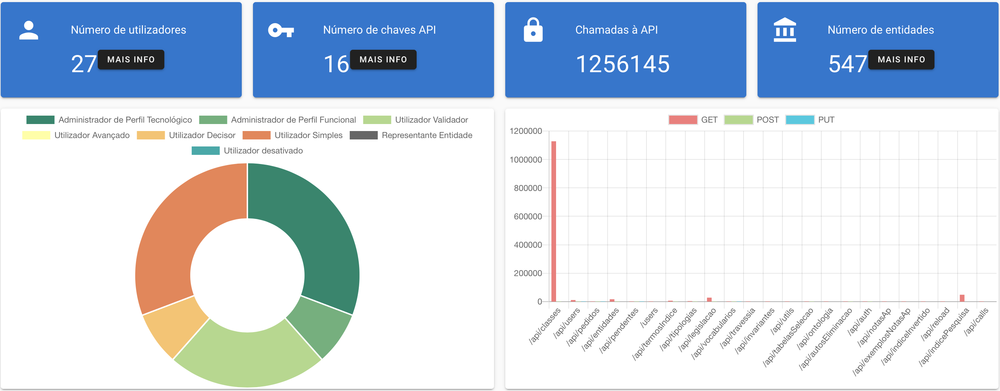 Número de utilizadores
27 MAIS INFO
Número de chaves API
16 MAIS INFO
Chamadas à API
1256145
Número de entidades
547 MAIS INFO
Administrador de Perfil Tecnológico Administrador de Perfil Funcional Utilizador Validador
Utilizador Avançado Utilizador Decisor Utilizador Simples Representante Entidade
Utilizador desativado
GET POST PUT
1200000
1000000
800000
600000
400000
200000
0
/api/classes
/api/users
/api/pedidos
/api/entidades
/api/pendentes
/users
/api/termosIndice
/api/tipologias
/api/legislacao
/api/vocabularios
/api/travessia
/api/invariantes
/api/utils
/api/tabelasSelecao
/api/ontologia
/api/autosEliminacao
/api/auth
/api/notasAp
/api/exemplosNotasAp
/api/indiceInvertido
/api/reload
/api/indicePesquisa
/api/calls